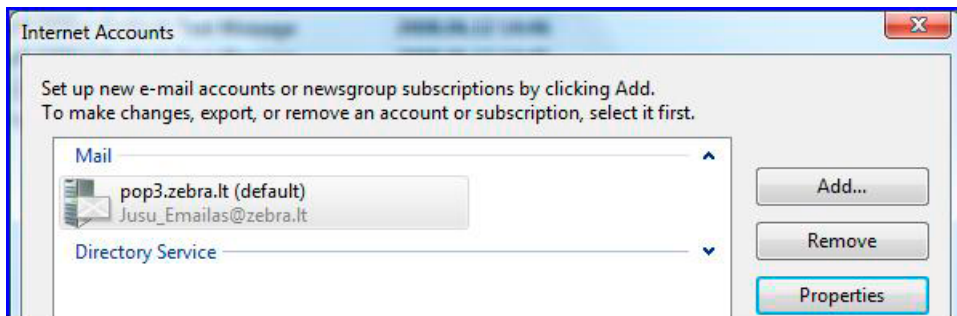 Internet Accounts
Set up new e-mail accounts or newsgroup subscriptions by clicking Add.
To make changes, export, or remove an account or subscription, select it first.
Mail
pop3.zebra.lt (default)
Jusu_Emailas@zebra.lt
Directory Service
Add...
Remove
Properties